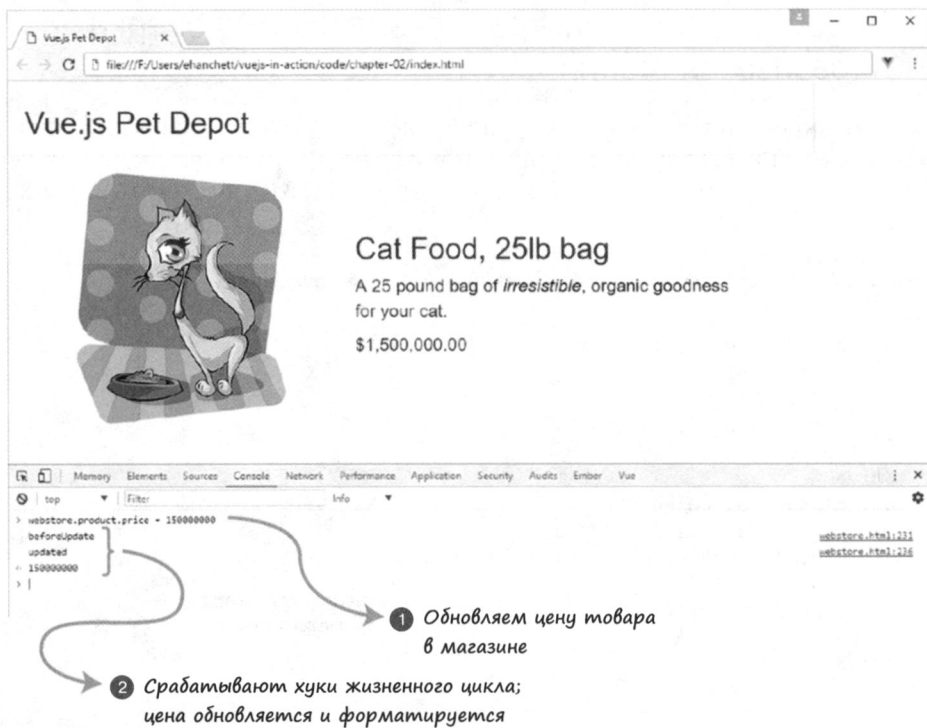 Vue.js Pet Depot
file:///F:/Users/ehanchett/vuejs-in-action/code/chapter-02/index.html
Vue.js Pet Depot
Cat Food, 25lb bag
A 25 pound bag of irresistible, organic goodness
for your cat.
$1,500,000.00
Memory Elements Sources Console Network Performance Application Security Audits Ember Vue
top Filter Info
> webstore.product.price = 150000000
beforeUpdate webstore.html:231
updated webstore.html:236
< 150000000
>
1 Обновляем цену товара
в магазине
2 Срабатывают хуки жизненного цикла;
цена обновляется и форматируется